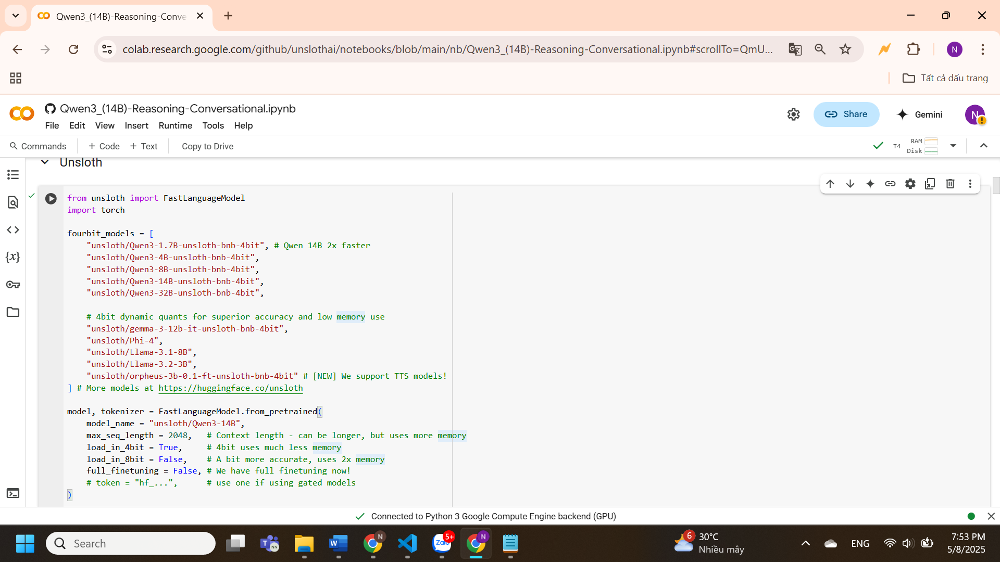 Qwen3_(14B)-Reasoning-Conve
colab.research.google.com/github/unslothai/notebooks/blob/main/nb/Qwen3_(14B)-Reasoning-Conversational.ipynb#scrollTo=QmU...
N
Tất cả dấu trang
Qwen3_(14B)-Reasoning-Conversational.ipynb
File Edit View Insert Runtime Tools Help
Share
Gemini
N
Commands
+ Code
+ Text
Copy to Drive
T4
RAM
Disk
Unsloth
from unsloth import FastLanguageModel
import torch
fourbit_models = [
"unsloth/Qwen3-1.7B-unsloth-bnb-4bit", # Qwen 14B 2x faster
"unsloth/Qwen3-4B-unsloth-bnb-4bit",
"unsloth/Qwen3-8B-unsloth-bnb-4bit",
"unsloth/Qwen3-14B-unsloth-bnb-4bit",
"unsloth/Qwen3-32B-unsloth-bnb-4bit",
# 4bit dynamic quants for superior accuracy and low memory use
"unsloth/gemma-3-12b-it-unsloth-bnb-4bit",
"unsloth/Phi-4",
"unsloth/Llama-3.1-8B",
"unsloth/Llama-3.2-3B",
"unsloth/orpheus-3b-0.1-ft-unsloth-bnb-4bit" # [NEW] We support TTS models!
] # More models at https://huggingface.co/unsloth
model, tokenizer = FastLanguageModel.from_pretrained(
model_name = "unsloth/Qwen3-14B",
max_seq_length = 2048, # Context length - can be longer, but uses more memory
load_in_4bit = True, # 4bit uses much less memory
load_in_8bit = False, # A bit more accurate, uses 2x memory
full_finetuning = False, # We have full finetuning now!
# token = "hf_...", # use one if using gated models
)
Connected to Python 3 Google Compute Engine backend (GPU)
Search
NN
W
N
Zalo
5+
N
6
30°C
Nhiều mây
ENG
7:53 PM
5/8/2025